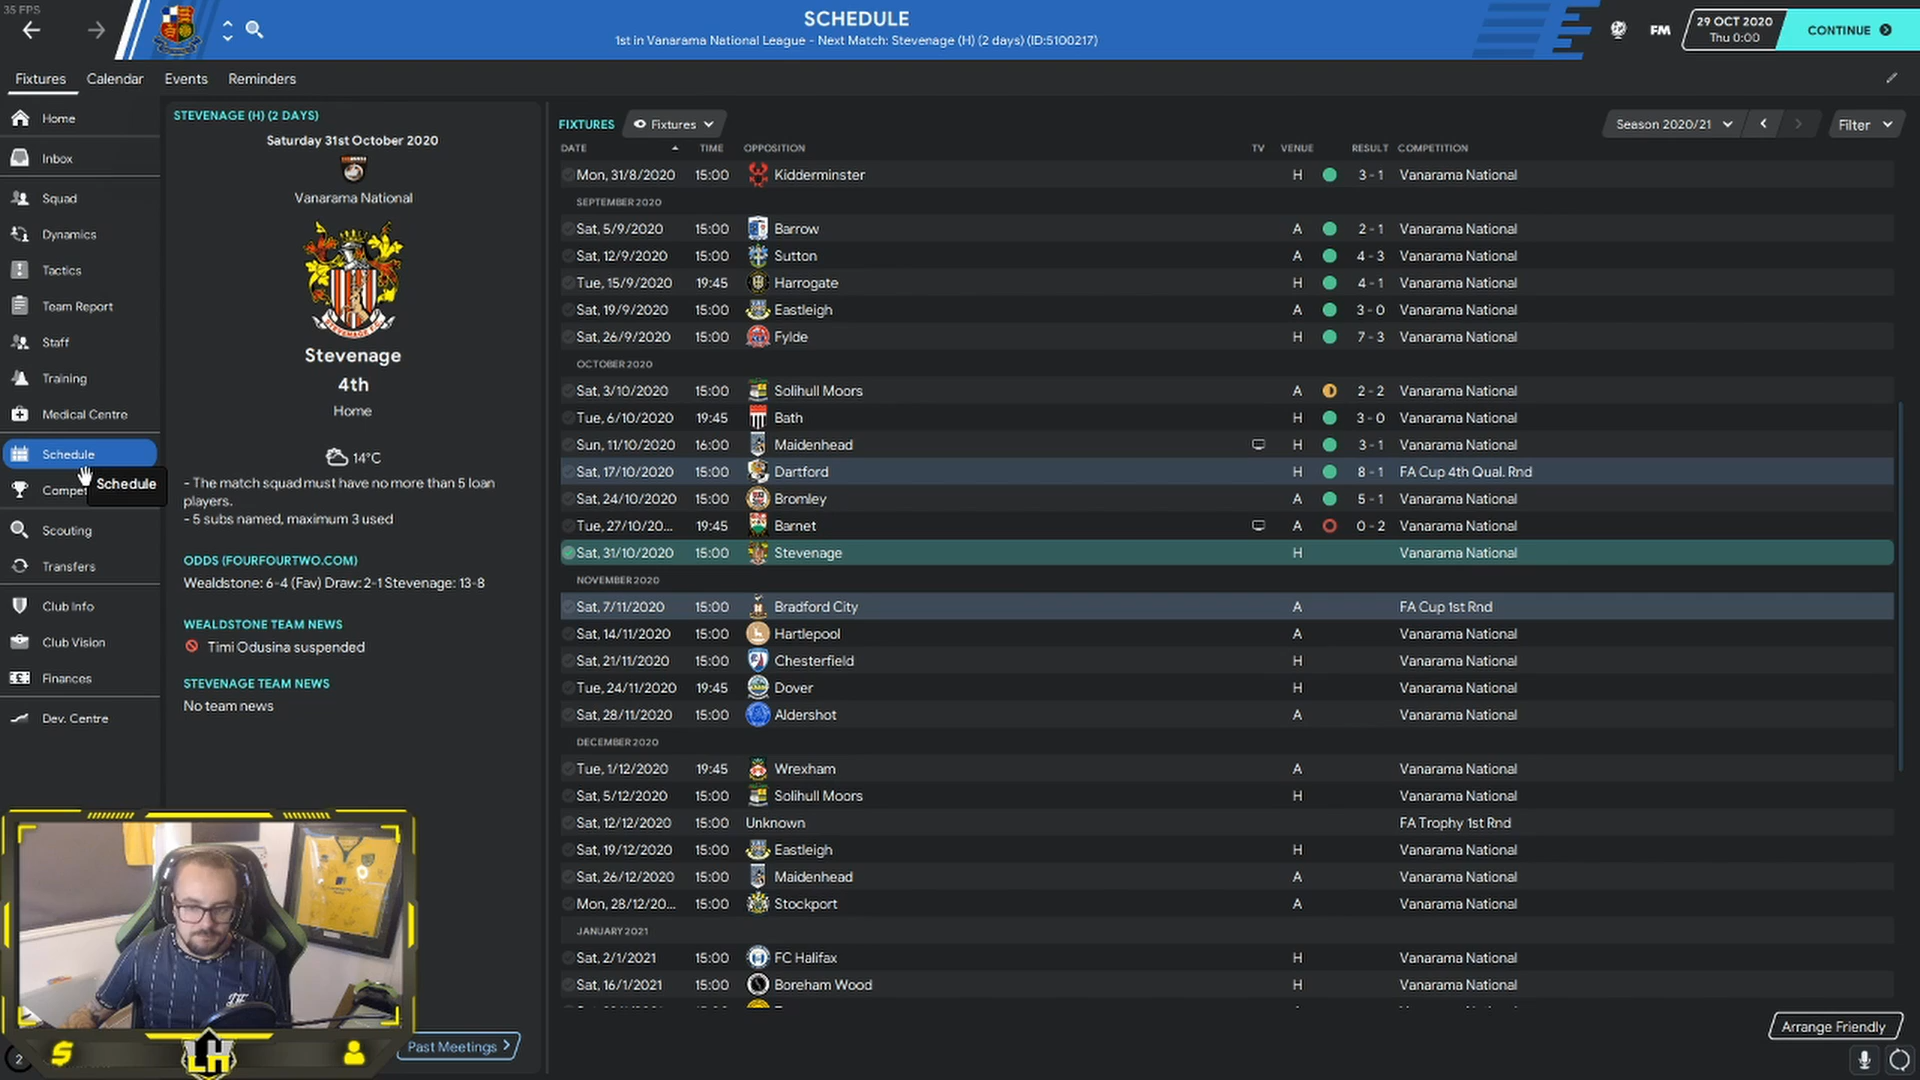 35 FPS
SCHEDULE
1st in Vanarama National League - Next Match: Stevenage (H) (2 days) (ID:5100217)
FM
29 OCT 2020
Thu 0:00
CONTINUE
Fixtures
Calendar
Events
Reminders
Home
Inbox
Squad
Dynamics
Tactics
Team Report
Staff
Training
Medical Centre
Schedule
Compet
Schedule
Scouting
Transfers
Club Info
Club Vision
Finances
Dev. Centre
STEVENAGE (H) (2 DAYS)
Saturday 31st October 2020
Vanarama National
Stevenage
4th
Home
14°C
- The match squad must have no more than 5 loan
players.
- 5 subs named, maximum 3 used
ODDS (FOURFOURTWO.COM)
Wealdstone: 6-4 (Fav) Draw: 2-1 Stevenage: 13-8
WEALDSTONE TEAM NEWS
Timi Odusina suspended
STEVENAGE TEAM NEWS
No team news
Past Meetings
LH
2
FIXTURES
Fixtures
Season 2020/21
Filter
DATE TIME OPPOSITION TV VENUE RESULT COMPETITION
Mon, 31/8/2020 15:00 Kidderminster H 3 - 1 Vanarama National
SEPTEMBER 2020
Sat, 5/9/2020 15:00 Barrow A 2 - 1 Vanarama National
Sat, 12/9/2020 15:00 Sutton A 4 - 3 Vanarama National
Tue, 15/9/2020 19:45 Harrogate H 4 - 1 Vanarama National
Sat, 19/9/2020 15:00 Eastleigh A 3 - 0 Vanarama National
Sat, 26/9/2020 15:00 Fylde H 7 - 3 Vanarama National
OCTOBER 2020
Sat, 3/10/2020 15:00 Solihull Moors A 2 - 2 Vanarama National
Tue, 6/10/2020 19:45 Bath H 3 - 0 Vanarama National
Sun, 11/10/2020 16:00 Maidenhead H 3 - 1 Vanarama National
Sat, 17/10/2020 15:00 Dartford H 8 - 1 FA Cup 4th Qual. Rnd
Sat, 24/10/2020 15:00 Bromley A 5 - 1 Vanarama National
Tue, 27/10/20... 19:45 Barnet A 0 - 2 Vanarama National
Sat, 31/10/2020 15:00 Stevenage H Vanarama National
NOVEMBER 2020
Sat, 7/11/2020 15:00 Bradford City A FA Cup 1st Rnd
Sat, 14/11/2020 15:00 Hartlepool A Vanarama National
Sat, 21/11/2020 15:00 Chesterfield H Vanarama National
Tue, 24/11/2020 19:45 Dover H Vanarama National
Sat, 28/11/2020 15:00 Aldershot A Vanarama National
DECEMBER 2020
Tue, 1/12/2020 19:45 Wrexham A Vanarama National
Sat, 5/12/2020 15:00 Solihull Moors H Vanarama National
Sat, 12/12/2020 15:00 Unknown FA Trophy 1st Rnd
Sat, 19/12/2020 15:00 Eastleigh H Vanarama National
Sat, 26/12/2020 15:00 Maidenhead A Vanarama National
Mon, 28/12/20... 15:00 Stockport A Vanarama National
JANUARY 2021
Sat, 2/1/2021 15:00 FC Halifax H Vanarama National
Sat, 16/1/2021 15:00 Boreham Wood H Vanarama National
Arrange Friendly